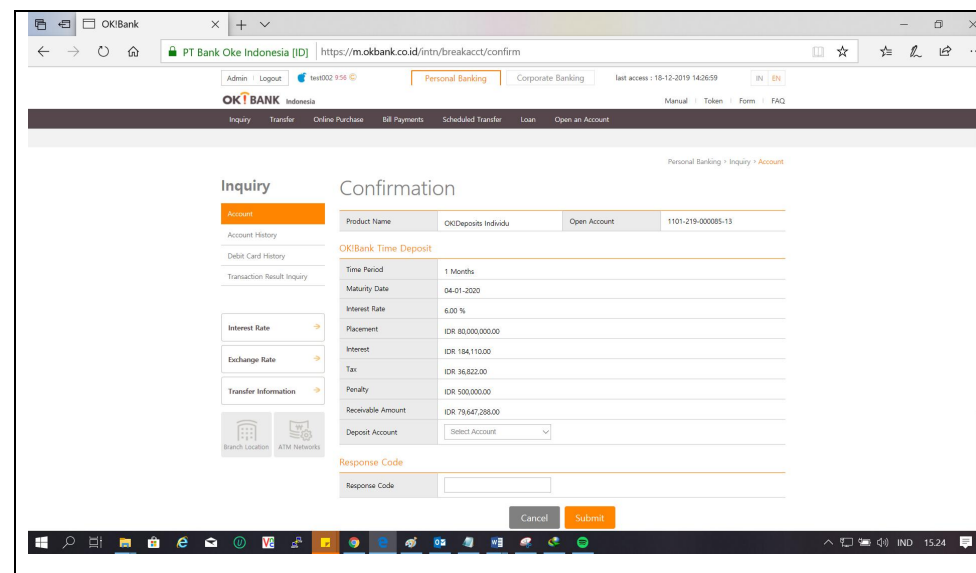 OK!Bank
PT Bank Oke Indonesia [ID] https://m.okbank.co.id/intn/breakacct/confirm
Admin Logout test002 9:56 Personal Banking Corporate Banking last access : 18-12-2019 14:26:59 IN EN
OK! BANK Indonesia Manual Token Form FAQ
Inquiry Transfer Online Purchase Bill Payments Scheduled Transfer Loan Open an Account
Personal Banking › Inquiry › Account
Inquiry
Confirmation
Account
Account History
Debit Card History
Transaction Result Inquiry
Interest Rate
Exchange Rate
Transfer Information
Branch Location ATM Networks
Product Name OK!Deposits Individu Open Account 1101-219-000085-13
OK!Bank Time Deposit
Time Period 1 Months
Maturity Date 04-01-2020
Interest Rate 6.00 %
Placement IDR 80,000,000.00
Interest IDR 184,110.00
Tax IDR 36,822.00
Penalty IDR 500,000.00
Receivable Amount IDR 79,647,288.00
Deposit Account Select Account
Response Code
Response Code
Cancel Submit
IND 15.24